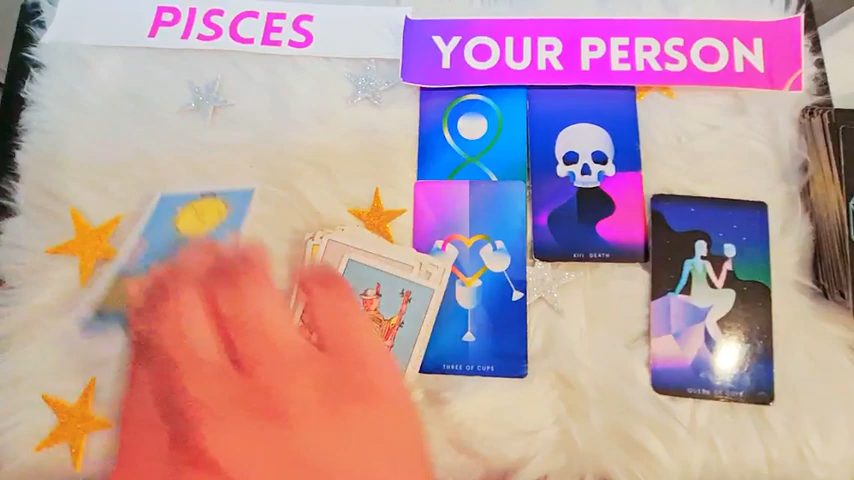 PISCES
YOUR PERSON
XIII DEATH
THREE OF CUPS
QUEEN OF CUPS